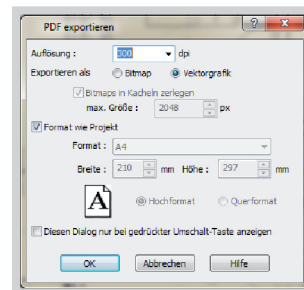 PDF exportieren
Auflösung : 300 dpi
Exportieren als Bitmap Vektorgrafik
Bitmaps in Kacheln zerlegen
max. Größe : 2048 px
Format wie Projekt
Format : A4
Breite : 210 mm Höhe : 297 mm
A Hochformat Querformat
Diesen Dialog nur bei gedrückter Umschalt-Taste anzeigen
OK Abbrechen Hilfe